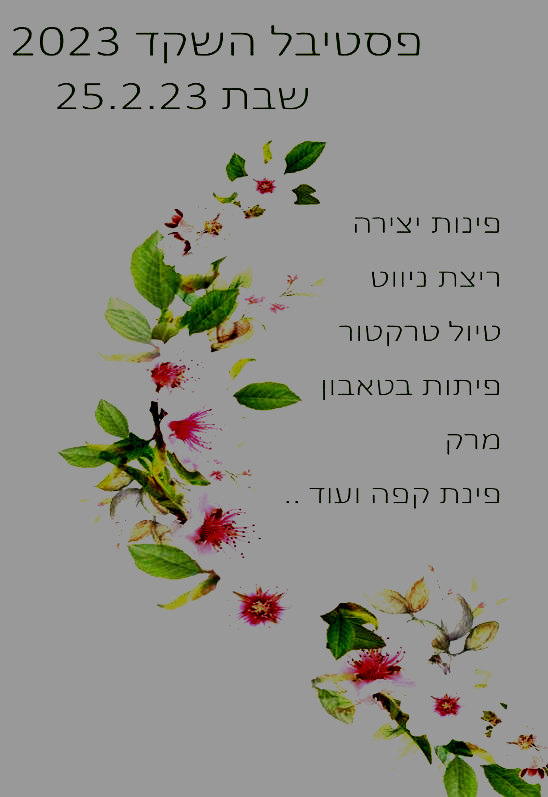 פסטיבל השקד 2023
שבת 25.2.23
פינות יצירה
ריצת ניווט
טיול טרקטור
פיתות בטאבון
מרק
פינת קפה ועוד ..